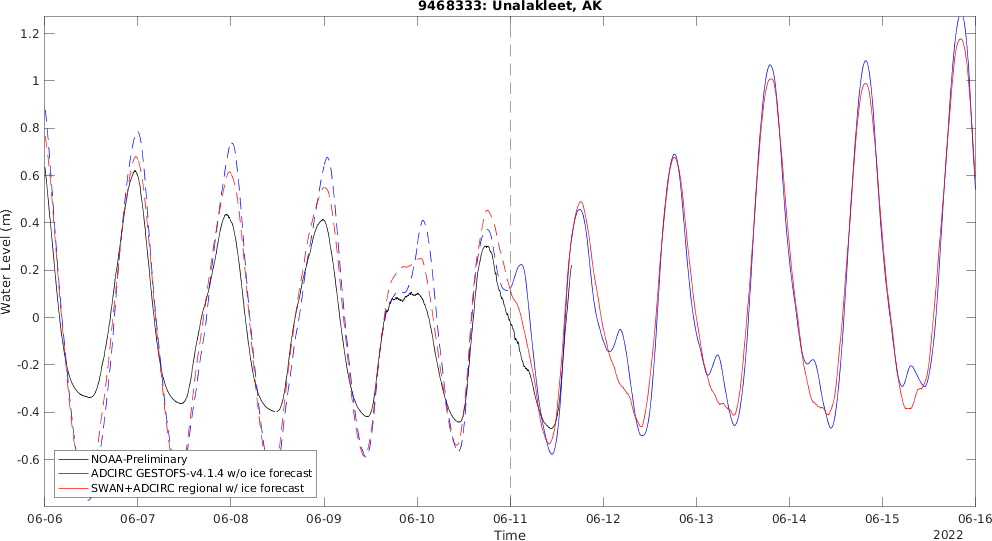 9468333: Unalakleet, AK
1.2
1
0.8
0.6
0.4
0.2
0
-0.2
-0.4
-0.6
Water Level (m)
NOAA-Preliminary
ADCIRC GESTOFS-v4.1.4 w/o ice forecast
SWAN+ADCIRC regional w/ ice forecast
06-06 06-07 06-08 06-09 06-10 06-11 06-12 06-13 06-14 06-15 06-16
Time
2022